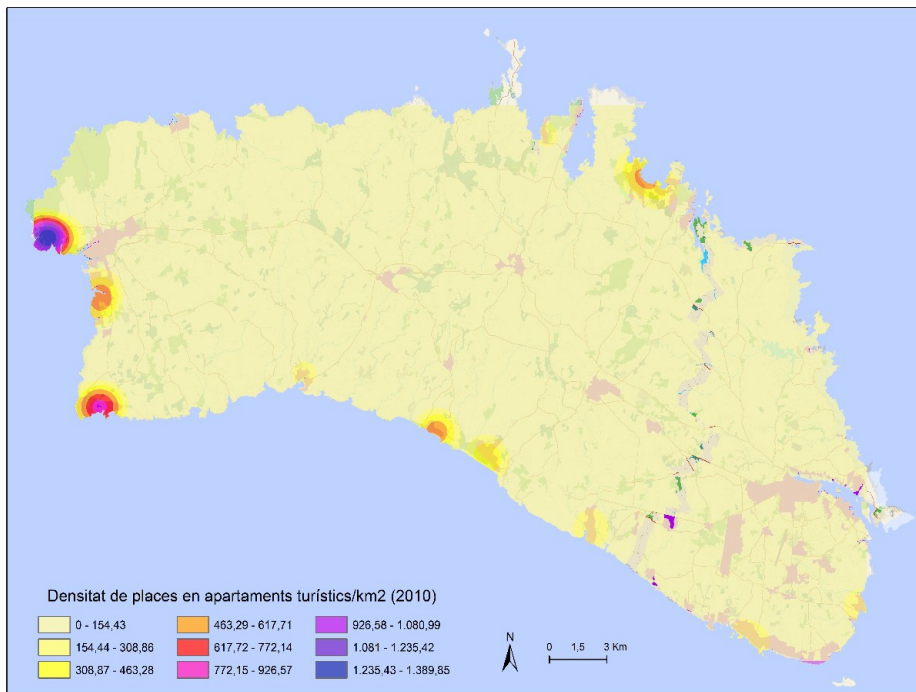 Densitat de places en apartaments turístics/km2 (2010)
0 - 154,43
154,44 - 308,86
308,87 - 463,28
463,29 - 617,71
617,72 - 772,14
772,15 - 926,57
926,58 - 1.080,99
1.081 - 1.235,42
1.235,43 - 1.389,85
N
0 1,5 3 Km